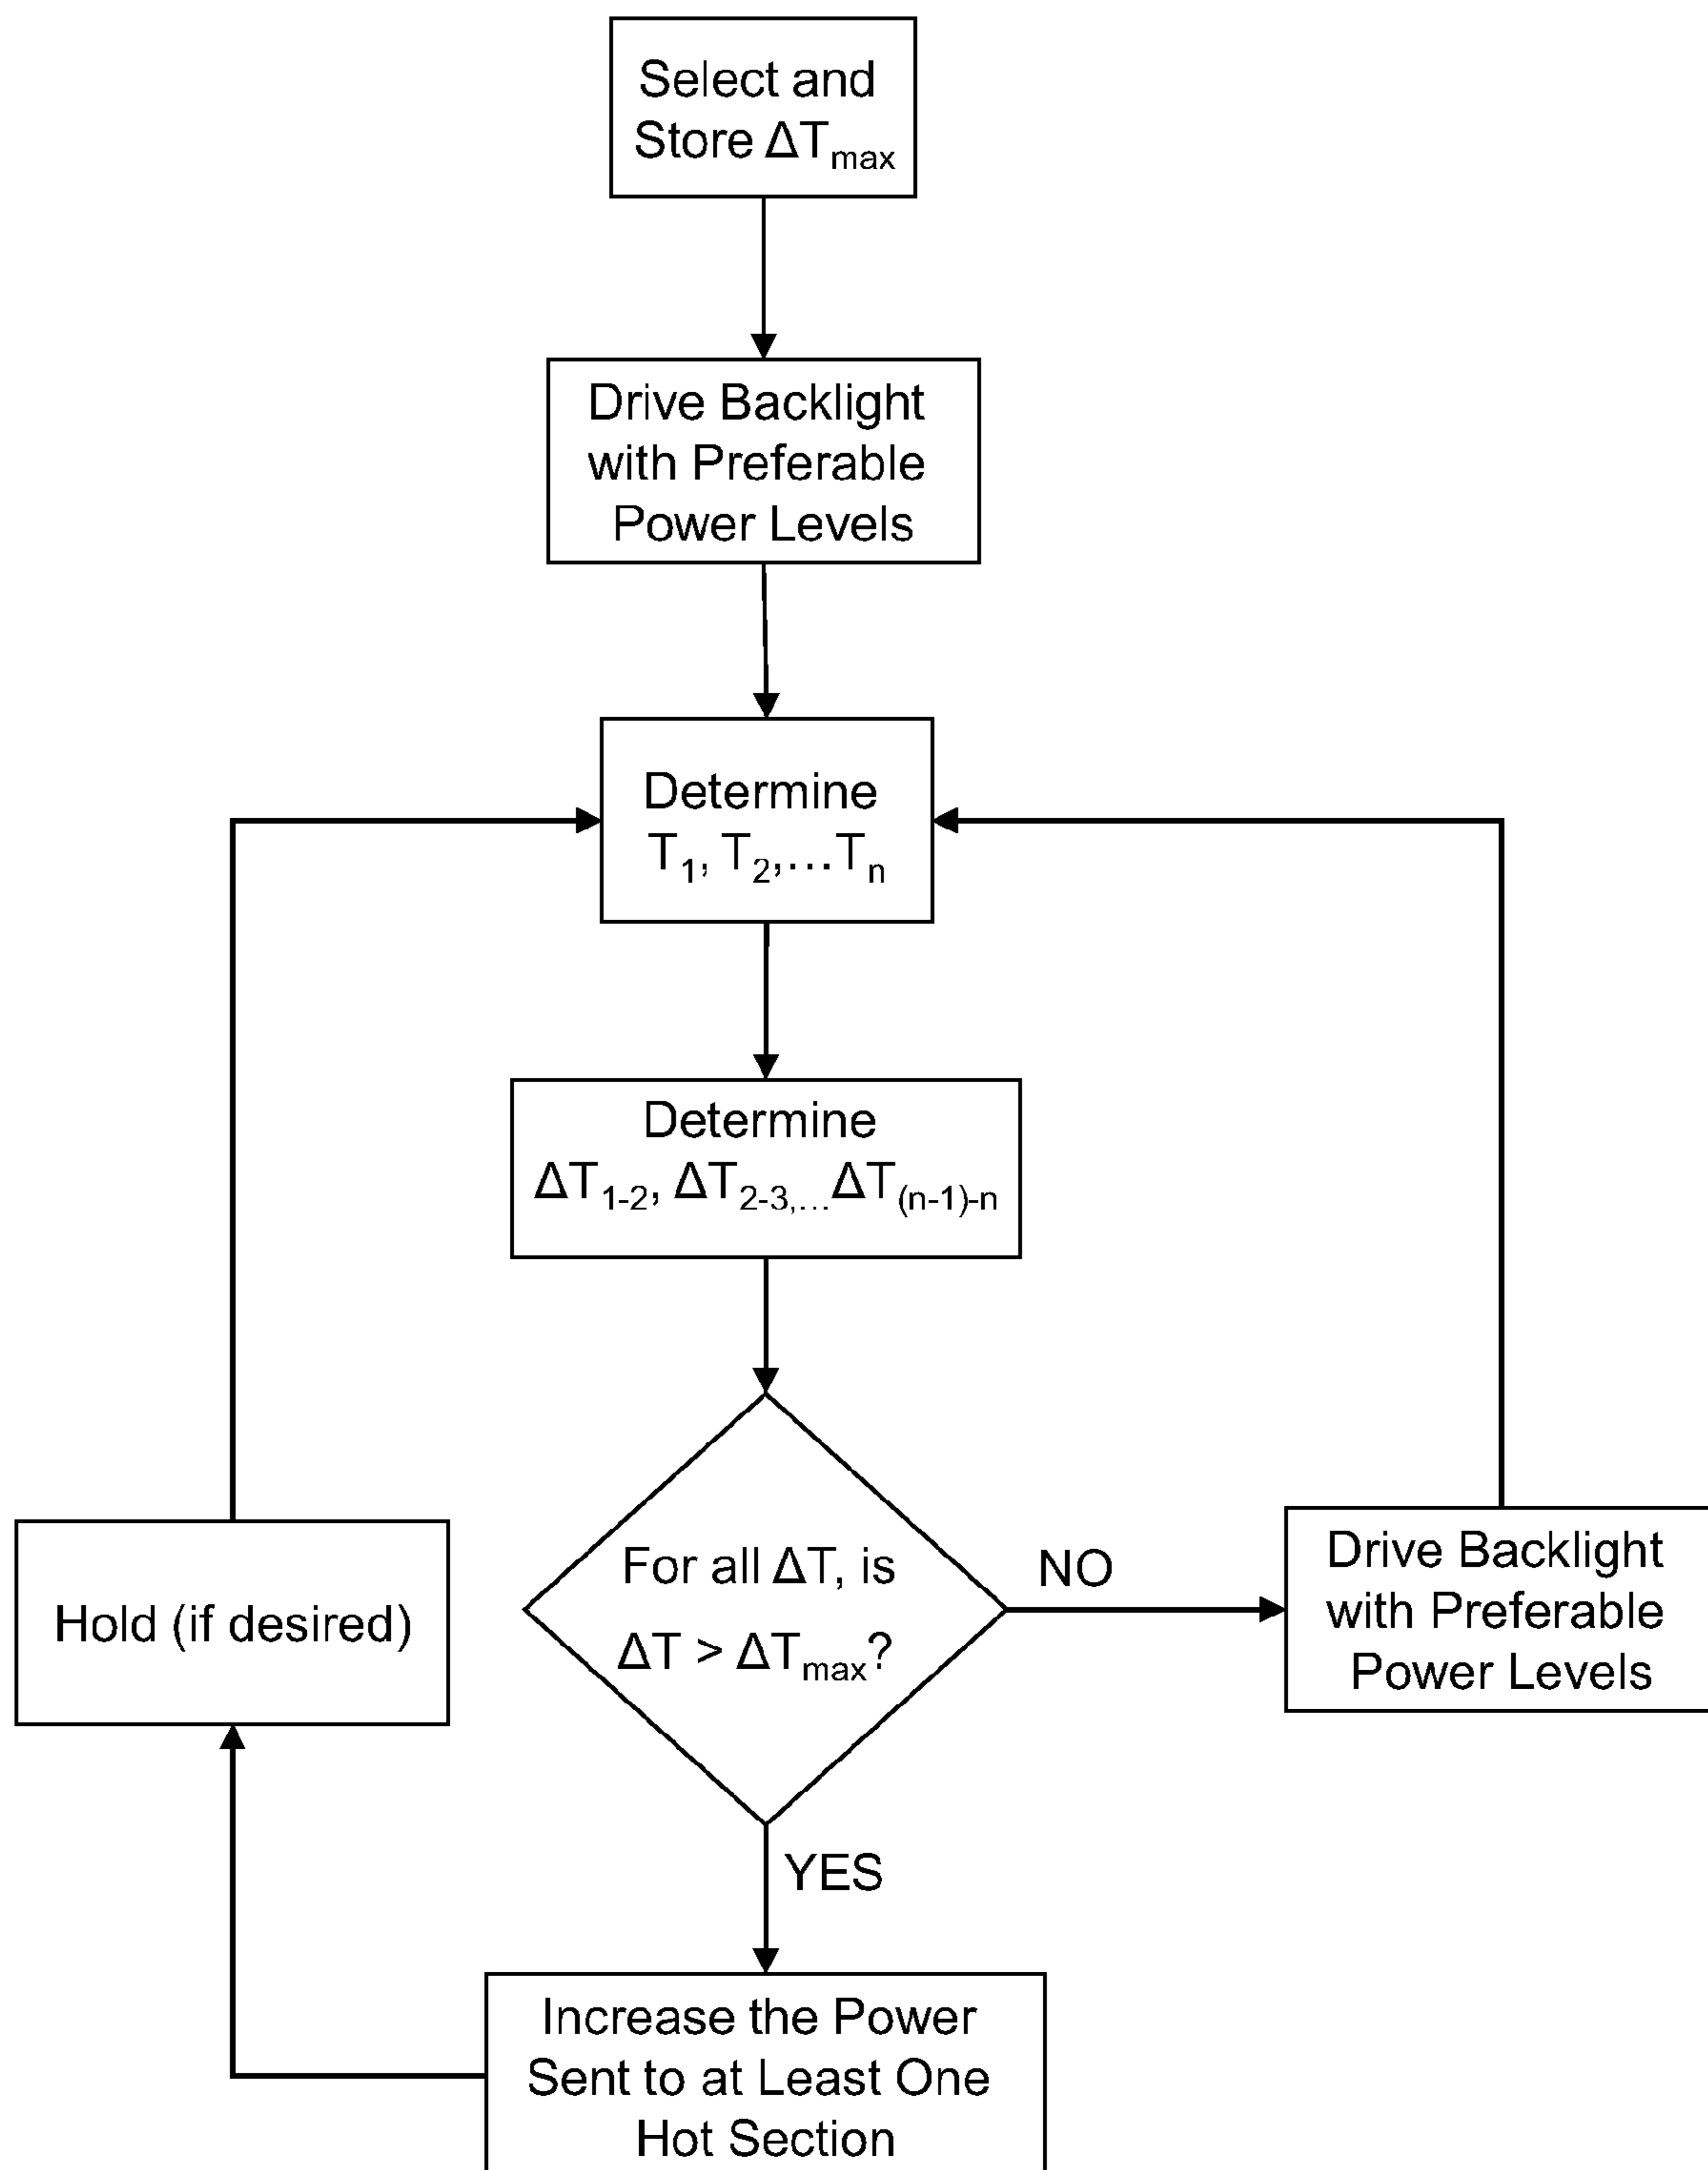 Select and
Store ΔTmax
Drive Backlight
with Preferable
Power Levels
Determine
T1, T2,…Tn
Determine
ΔT1-2, ΔT2-3,…ΔT(n-1)-n
For all ΔT, is
ΔT > ΔTmax?
NO
Drive Backlight
with Preferable
Power Levels
Hold (if desired)
YES
Increase the Power
Sent to at Least One
Hot Section